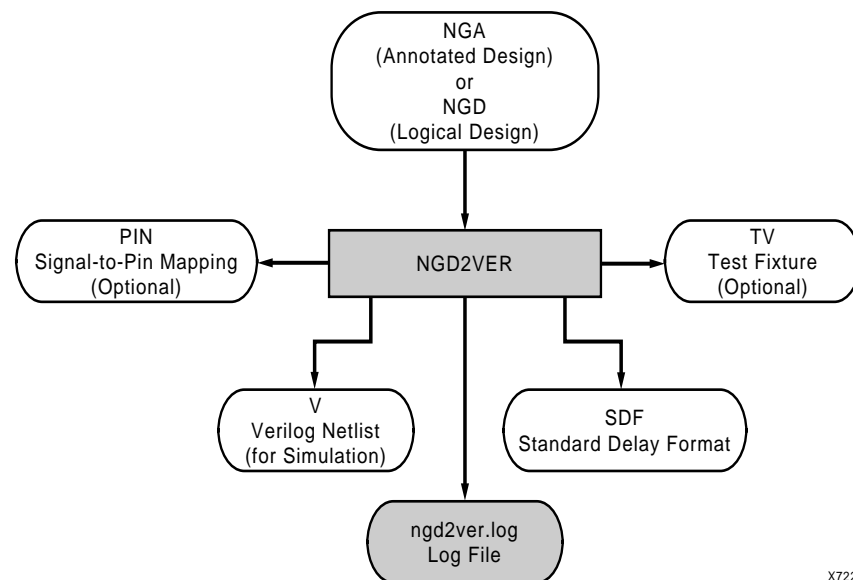 NGA
(Annotated Design)
or
NGD
(Logical Design)
PIN
Signal-to-Pin Mapping
(Optional)
NGD2VER
TV
Test Fixture
(Optional)
V
Verilog Netlist
(for Simulation)
SDF
Standard Delay Format
ngd2ver.log
Log File